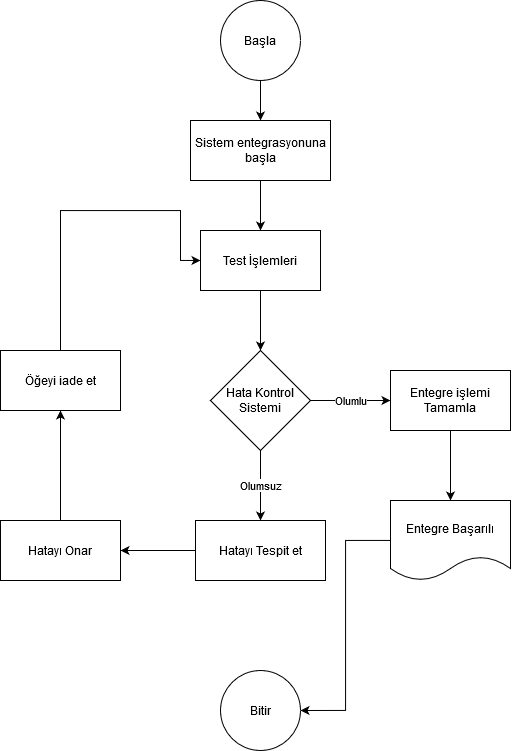 Başla
Sistem entegrasyonuna
başla
Test İşlemleri
Öğeyi iade et
Hata Kontrol
Sistemi
Olumlu
Entegre işlemi
Tamamla
Olumsuz
Entegre Başarılı
Hatayı Onar
Hatayı Tespit et
Bitir